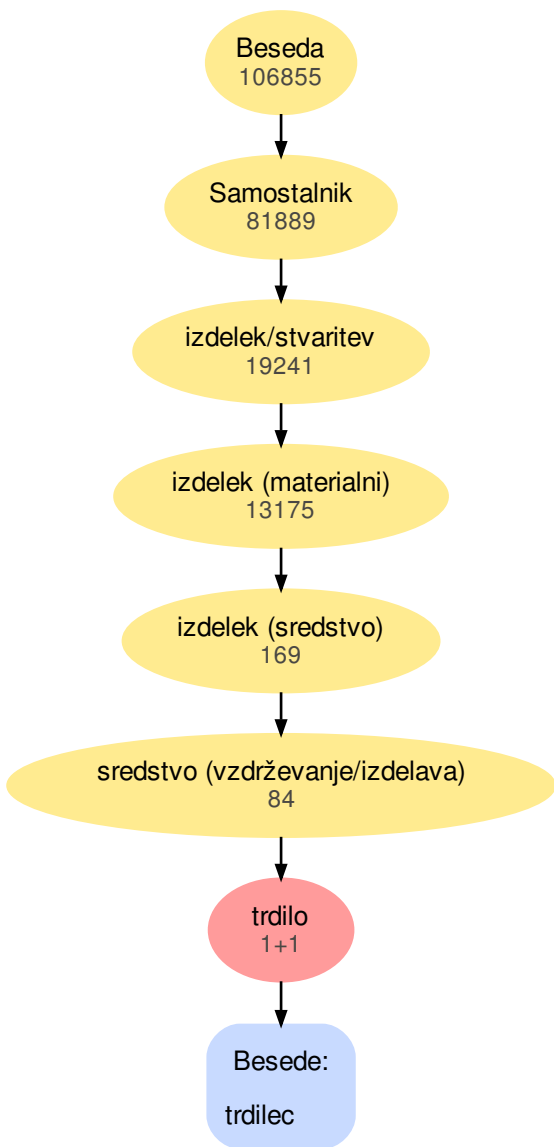 Beseda
106855
Samostalnik
81889
izdelek/stvaritev
19241
izdelek (materialni)
13175
izdelek (sredstvo)
169
sredstvo (vzdrževanje/izdelava)
84
trdilo
1+1
Besede:
trdilec